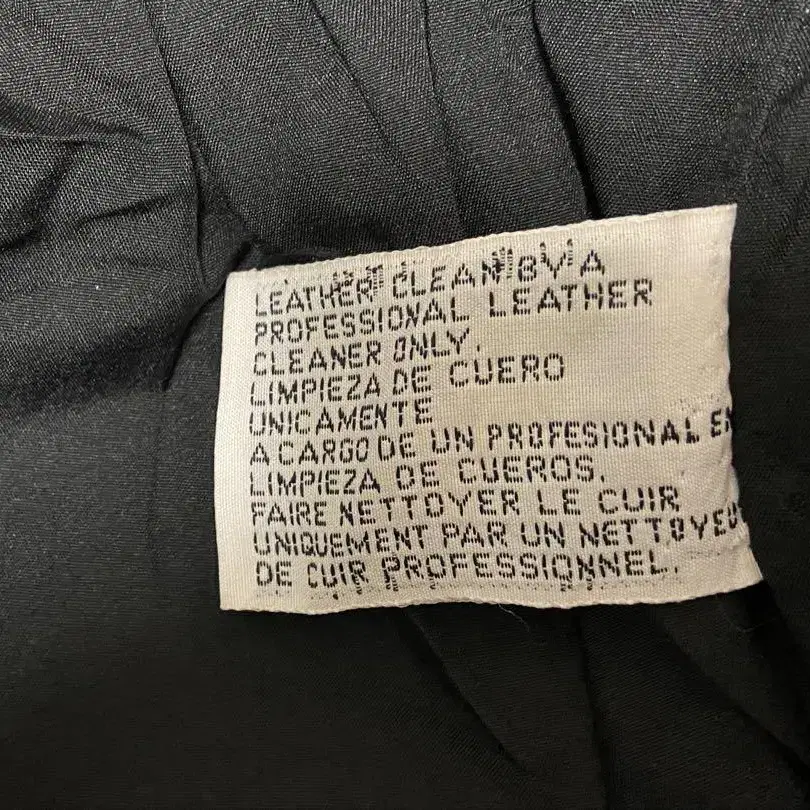 LEATHER CLEAN BY A
PROFESSIONAL LEATHER
CLEANER ONLY.
LIMPIEZA DE CUERO
UNICAMENTE
A CARGO DE UN PROFESIONAL EN
LIMPIEZA DE CUEROS.
FAIRE NETTOYER LE CUIR
UNIQUEMENT PAR UN NETTOYEU
DE CUIR PROFESSIONNEL.